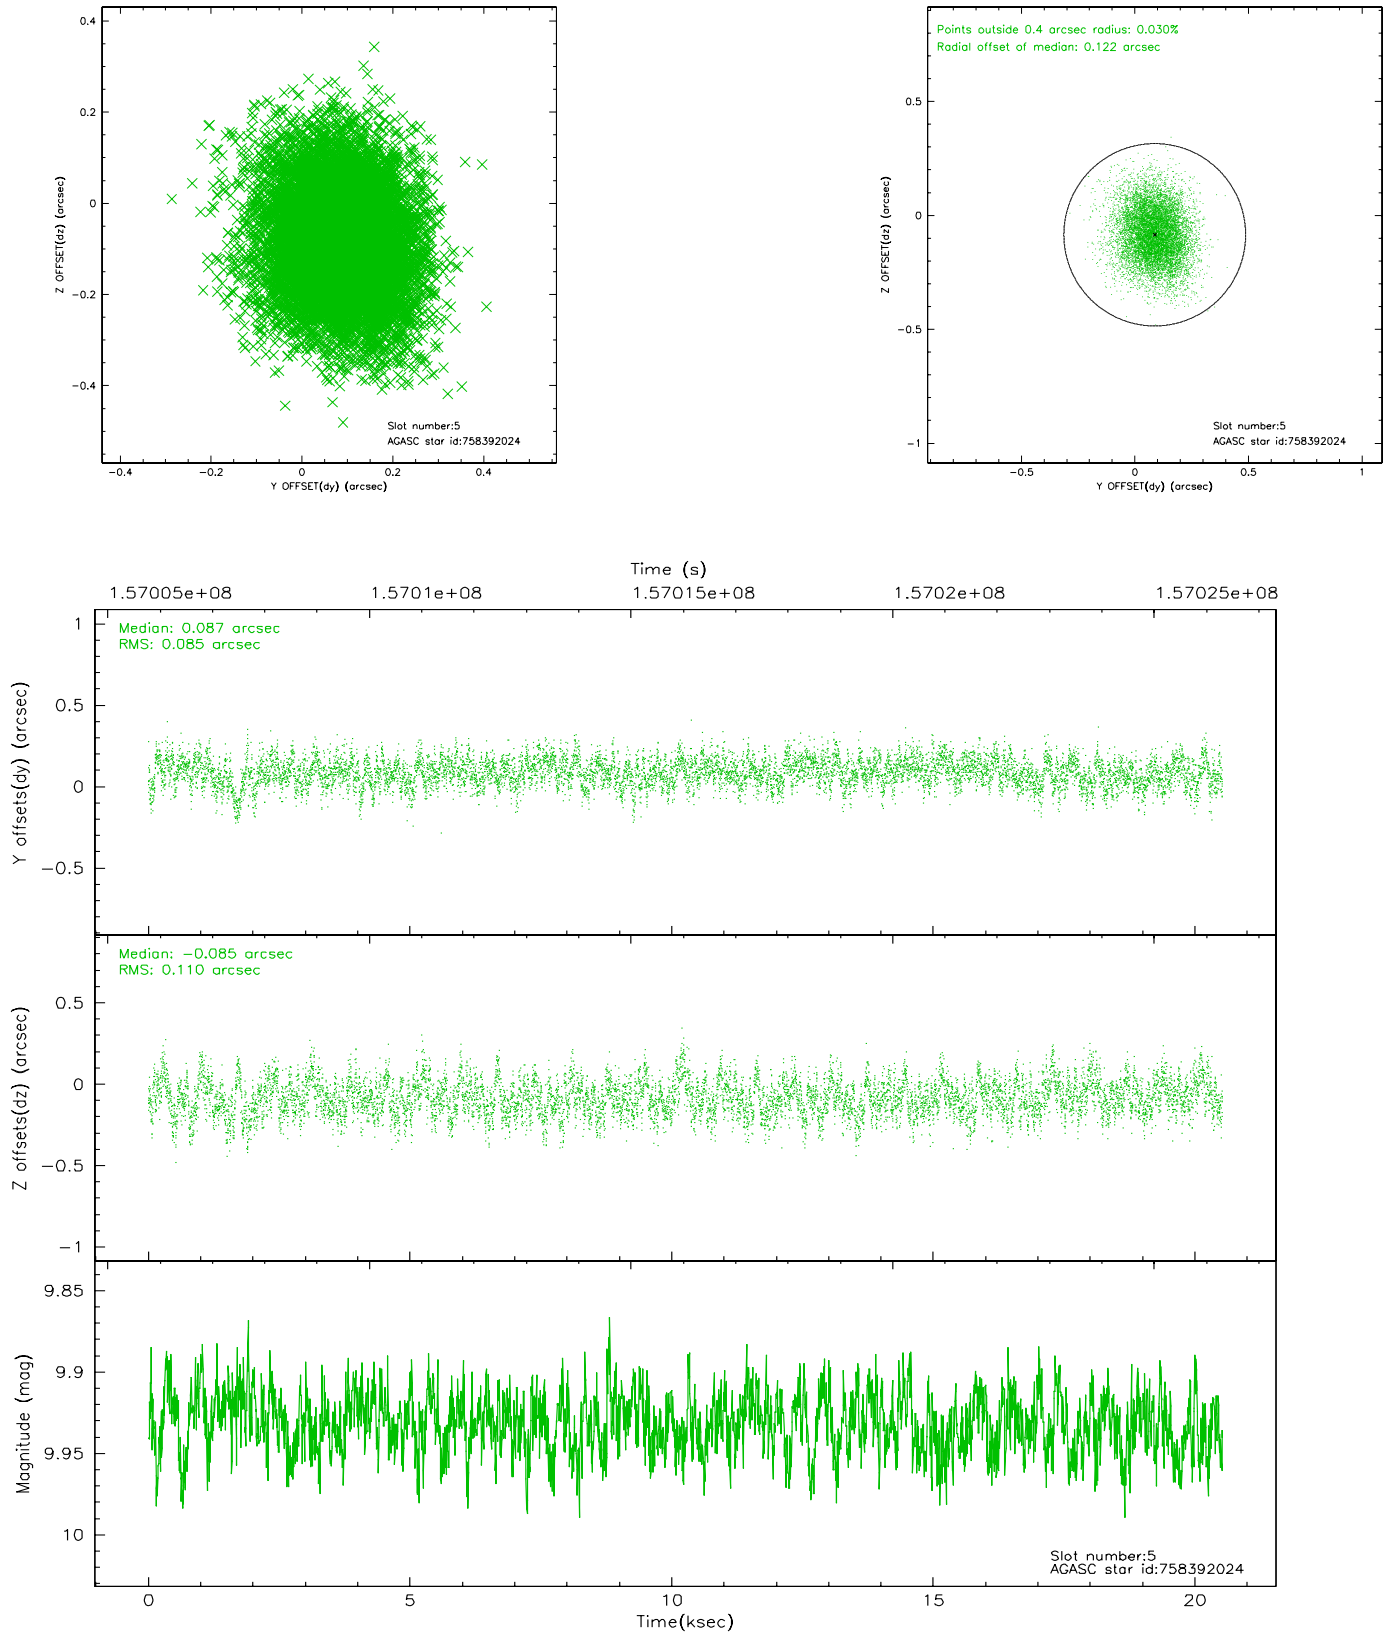 0.4
0.2
0
−0.2
−0.4
Z OFFSET(dz) (arcsec)
Slot number:5
AGASC star id:758392024
−0.4
−0.2
0
0.2
0.4
Y OFFSET(dy) (arcsec)
Points outside 0.4 arcsec radius: 0.030%
Radial offset of median: 0.122 arcsec
0.5
0
−0.5
−1
Z OFFSET(dz) (arcsec)
Slot number:5
AGASC star id:758392024
−0.5
0
0.5
1
Y OFFSET(dy) (arcsec)
Time (s)
1.57005e+08
1.5701e+08
1.57015e+08
1.5702e+08
1.57025e+08
Median: 0.087 arcsec
RMS: 0.085 arcsec
1
0.5
0
−0.5
Y offsets(dy) (arcsec)
Median: −0.085 arcsec
RMS: 0.110 arcsec
0.5
0
−0.5
−1
Z offsets(dz) (arcsec)
9.85
9.9
9.95
10
Magnitude (mag)
Slot number:5
AGASC star id:758392024
0
5
10
15
20
Time(ksec)